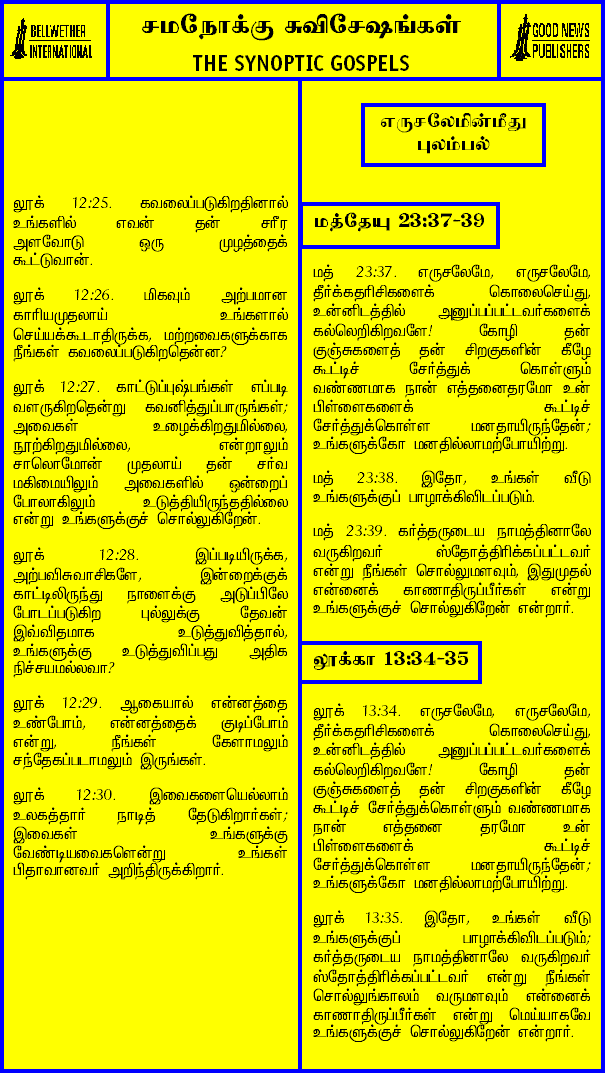 BELLWETHER
INTERNATIONAL
சமநோக்கு சுவிசேஷங்கள்
THE SYNOPTIC GOSPELS
GOOD NEWS
PUBLISHERS
லூக் 12:25. கவலைப்படுகிறதினால்
உங்களில் எவன் தன் சரீர
அளவோடு ஒரு முழத்தைக்
கூட்டுவான்.
லூக் 12:26. மிகவும் அற்பமான
காரியமுதலாய் உங்களால்
செய்யக்கூடாதிருக்க, மற்றவைகளுக்காக
நீங்கள் கவலைப்படுகிறதென்ன?
லூக் 12:27. காட்டுப்புஷ்பங்கள் எப்படி
வளருகிறதென்று கவனித்துப்பாருங்கள்;
அவைகள் உழைக்கிறதுமில்லை,
நூற்கிறதுமில்லை, என்றாலும்
சாலொமோன் முதலாய் தன் சர்வ
மகிமையிலும் அவைகளில் ஒன்றைப்
போலாகிலும் உடுத்தியிருந்ததில்லை
என்று உங்களுக்குச் சொல்லுகிறேன்.
லூக் 12:28. இப்படியிருக்க,
அற்பவிசுவாசிகளே, இன்றைக்குக்
காட்டிலிருந்து நாளைக்கு அடுப்பிலே
போடப்படுகிற புல்லுக்கு தேவன்
இவ்விதமாக உடுத்துவித்தால்,
உங்களுக்கு உடுத்துவிப்பது அதிக
நிச்சயமல்லவா?
லூக் 12:29. ஆகையால் என்னத்தை
உண்போம், என்னத்தைக் குடிப்போம்
என்று, நீங்கள் கேளாமலும்
சந்தேகப்படாமலும் இருங்கள்.
லூக் 12:30. இவைகளையெல்லாம்
உலகத்தார் நாடித் தேடுகிறார்கள்;
இவைகள் உங்களுக்கு
வேண்டியவைகளென்று உங்கள்
பிதாவானவர் அறிந்திருக்கிறார்.
எருசலேமின்மீது
புலம்பல்
மத்தேயு 23:37-39
மத் 23:37. எருசலேமே, எருசலேமே,
தீர்க்கதரிசிகளைக் கொலைசெய்து,
உன்னிடத்தில் அனுப்பப்பட்டவர்களைக்
கல்லெறிகிறவளே! கோழி தன்
குஞ்சுகளைத் தன் சிறகுகளின் கீழே
கூட்டிச் சேர்த்துக் கொள்ளும்
வண்ணமாக நான் எத்தனைதரமோ உன்
பிள்ளைகளைக் கூட்டிச்
சேர்த்துக்கொள்ள மனதாயிருந்தேன்;
உங்களுக்கோ மனதில்லாமற்போயிற்று.
மத் 23:38. இதோ, உங்கள் வீடு
உங்களுக்குப் பாழாக்கிவிடப்படும்.
மத் 23:39. கர்த்தருடைய நாமத்தினாலே
வருகிறவர் ஸ்தோத்திரிக்கப்பட்டவர்
என்று நீங்கள் சொல்லுமளவும், இதுமுதல்
என்னைக் காணாதிருப்பீர்கள் என்று
உங்களுக்குச் சொல்லுகிறேன் என்றார்.
லூக்கா 13:34-35
லூக் 13:34. எருசலேமே, எருசலேமே,
தீர்க்கதரிசிகளைக் கொலைசெய்து,
உன்னிடத்தில் அனுப்பப்பட்டவர்களைக்
கல்லெறிகிறவளே! கோழி தன்
குஞ்சுகளைத் தன் சிறகுகளின் கீழே
கூட்டிச் சேர்த்துக்கொள்ளும் வண்ணமாக
நான் எத்தனை தரமோ உன்
பிள்ளைகளைக் கூட்டிச்
சேர்த்துக்கொள்ள மனதாயிருந்தேன்;
உங்களுக்கோ மனதில்லாமற்போயிற்று.
லூக் 13:35. இதோ, உங்கள் வீடு
உங்களுக்குப் பாழாக்கிவிடப்படும்;
கர்த்தருடைய நாமத்தினாலே வருகிறவர்
ஸ்தோத்திரிக்கப்பட்டவர் என்று நீங்கள்
சொல்லுங்காலம் வருமளவும் என்னைக்
காணாதிருப்பீர்கள் என்று மெய்யாகவே
உங்களுக்குச் சொல்லுகிறேன் என்றார்.